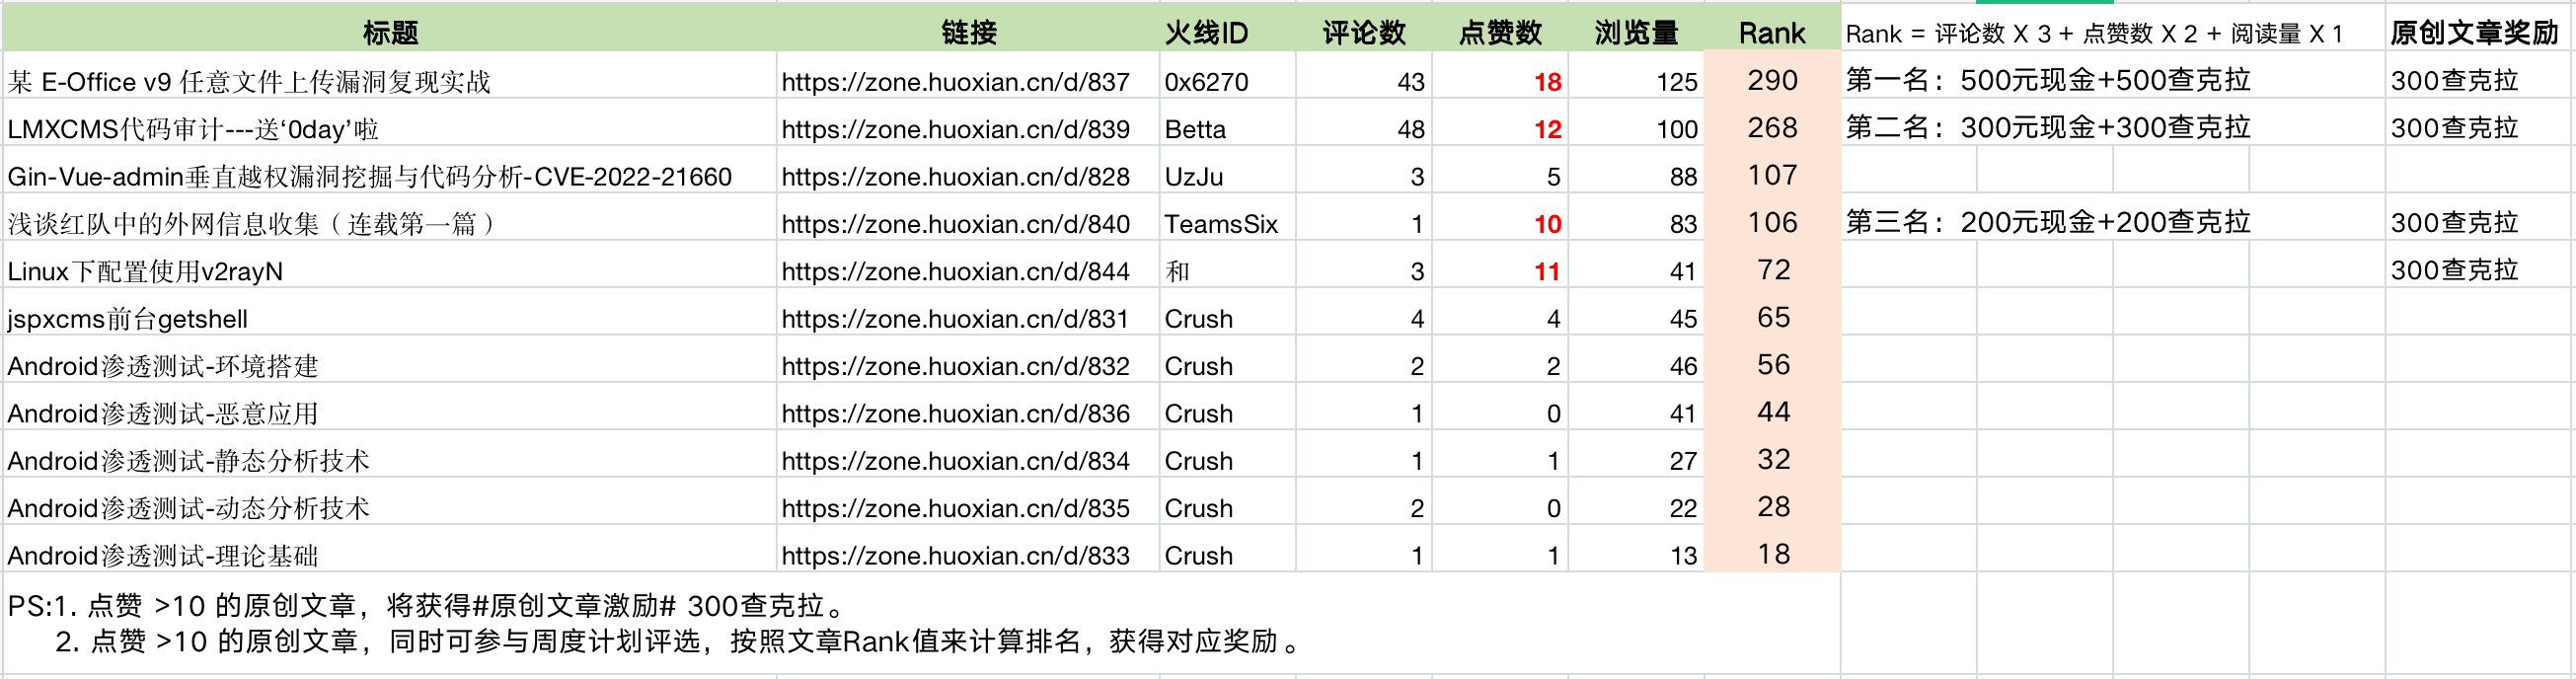 标题 链接 火线ID 评论数 点赞数 浏览量 Rank Rank = 评论数 X 3 + 点赞数 X 2 + 阅读量 X 1 原创文章奖励
某 E-Office v9 任意文件上传漏洞复现实战 https://zone.huoxian.cn/d/837 0x6270 43 18 125 290 第一名：500元现金+500查克拉 300查克拉
LMXCMS代码审计---送‘0day’啦 https://zone.huoxian.cn/d/839 Betta 48 12 100 268 第二名：300元现金+300查克拉 300查克拉
Gin-Vue-admin垂直越权漏洞挖掘与代码分析-CVE-2022-21660 https://zone.huoxian.cn/d/828 UzJu 3 5 88 107
浅谈红队中的外网信息收集（连载第一篇） https://zone.huoxian.cn/d/840 TeamsSix 1 10 83 106 第三名：200元现金+200查克拉 300查克拉
Linux下配置使用v2rayN https://zone.huoxian.cn/d/844 和 3 11 41 72 300查克拉
jspxcms前台getshell https://zone.huoxian.cn/d/831 Crush 4 4 45 65
Android渗透测试-环境搭建 https://zone.huoxian.cn/d/832 Crush 2 2 46 56
Android渗透测试-恶意应用 https://zone.huoxian.cn/d/836 Crush 1 0 41 44
Android渗透测试-静态分析技术 https://zone.huoxian.cn/d/834 Crush 1 1 27 32
Android渗透测试-动态分析技术 https://zone.huoxian.cn/d/835 Crush 2 0 22 28
Android渗透测试-理论基础 https://zone.huoxian.cn/d/833 Crush 1 1 13 18
PS:1. 点赞 >10 的原创文章，将获得#原创文章激励# 300查克拉。
2. 点赞 >10 的原创文章，同时可参与周度计划评选，按照文章Rank值来计算排名，获得对应奖励。